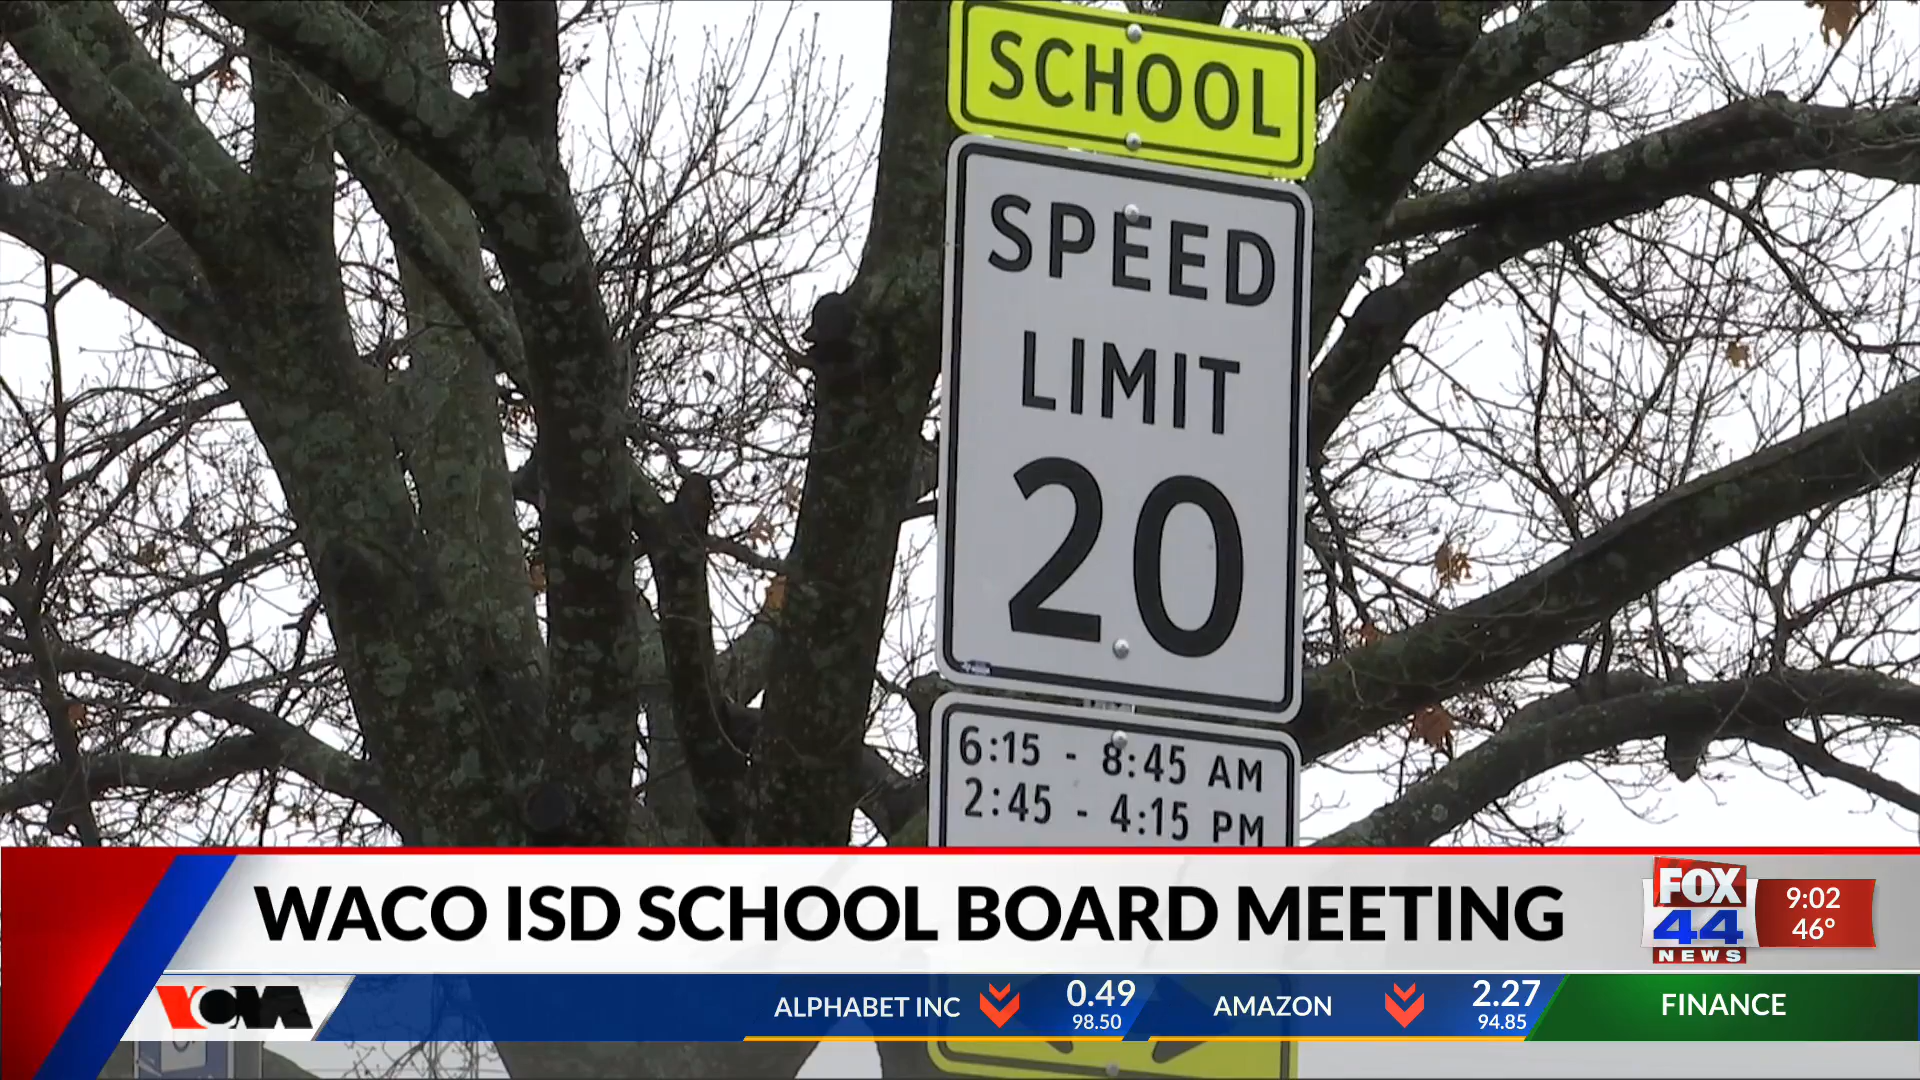 SCHOOL
SPEED
LIMIT
20
6:15 - 8:45 AM
2:45 - 4:15 PM
WACO ISD SCHOOL BOARD MEETING
FOX
44
NEWS
9:02
46°
ALPHABET INC
0.49
98.50
AMAZON
2.27
94.85
FINANCE